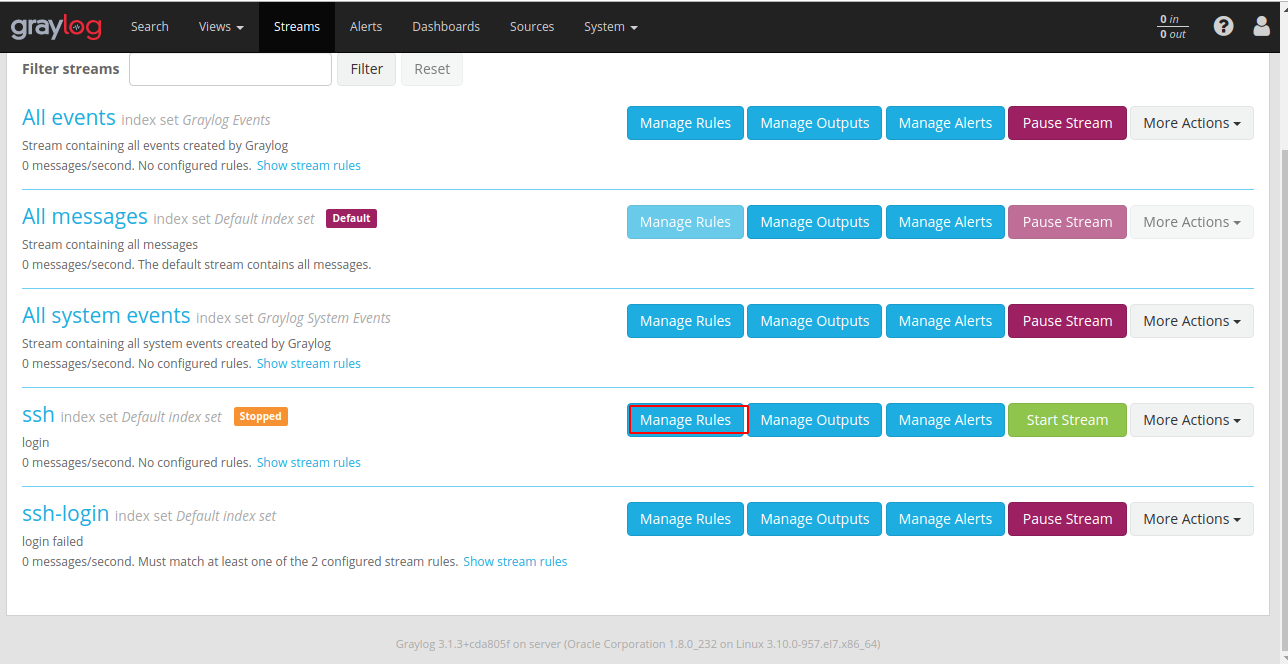 graylog Search Views Streams Alerts Dashboards Sources System 0 in
0 out
Filter streams Filter Reset
All events index set Graylog Events Manage Rules Manage Outputs Manage Alerts Pause Stream More Actions
Stream containing all events created by Graylog
0 messages/second. No configured rules. Show stream rules
All messages index set Default index set Default Manage Rules Manage Outputs Manage Alerts Pause Stream More Actions
Stream containing all messages
0 messages/second. The default stream contains all messages.
All system events index set Graylog System Events Manage Rules Manage Outputs Manage Alerts Pause Stream More Actions
Stream containing all system events created by Graylog
0 messages/second. No configured rules. Show stream rules
ssh index set Default index set Stopped Manage Rules Manage Outputs Manage Alerts Start Stream More Actions
login
0 messages/second. No configured rules. Show stream rules
ssh-login index set Default index set Manage Rules Manage Outputs Manage Alerts Pause Stream More Actions
login failed
0 messages/second. Must match at least one of the 2 configured stream rules. Show stream rules
Graylog 3.1.3+cda805f on server (Oracle Corporation 1.8.0_232 on Linux 3.10.0-957.el7.x86_64)